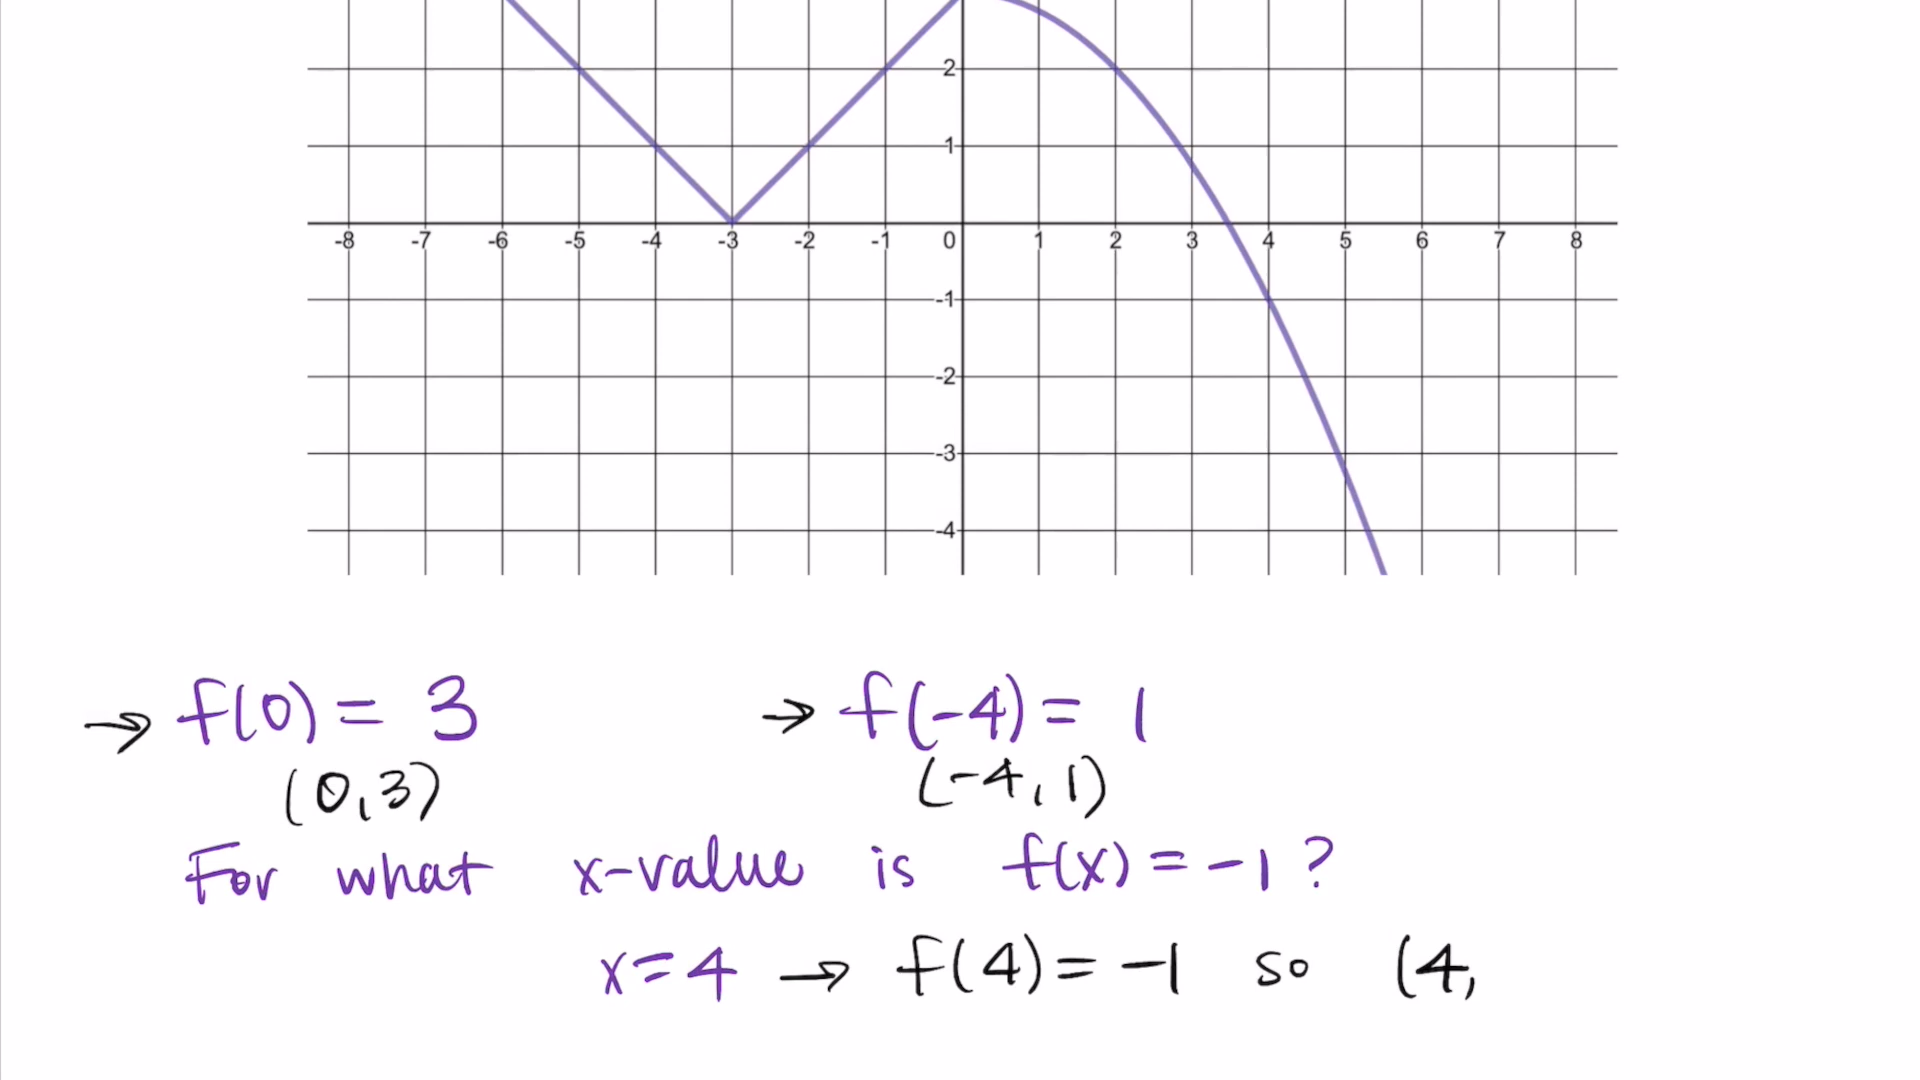 2
1
-8 -7 -6 -5 -4 -3 -2 -1 0 1 2 3 4 5 6 7 8
-1
-2
-3
-4
→ f(0) = 3 → f(-4) = 1
(0,3) (-4,1)
For what x-value is f(x) = -1 ?
x=4 → f(4) = -1 so (4,